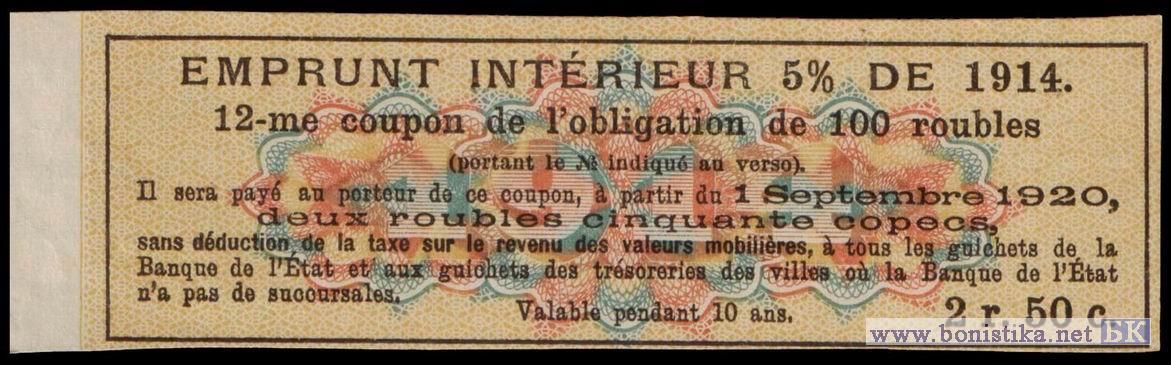 EMPRUNT INTÉRIEUR 5% DE 1914.
12-me coupon de l'obligation de 100 roubles
(portant le № indiqué au verso).
Il sera payé au porteur de ce coupon, à partir du 1 Septembre 1920,
deux roubles cinquante copecs,
sans déduction de la taxe sur le revenu des valeurs mobilières, à tous les guichets de la
Banque de l'État et aux guichets des trésoreries des villes où la Banque de l'État
n'a pas de succursales.
Valable pendant 10 ans.
2 r. 50 c.
www.bonistika.net БК